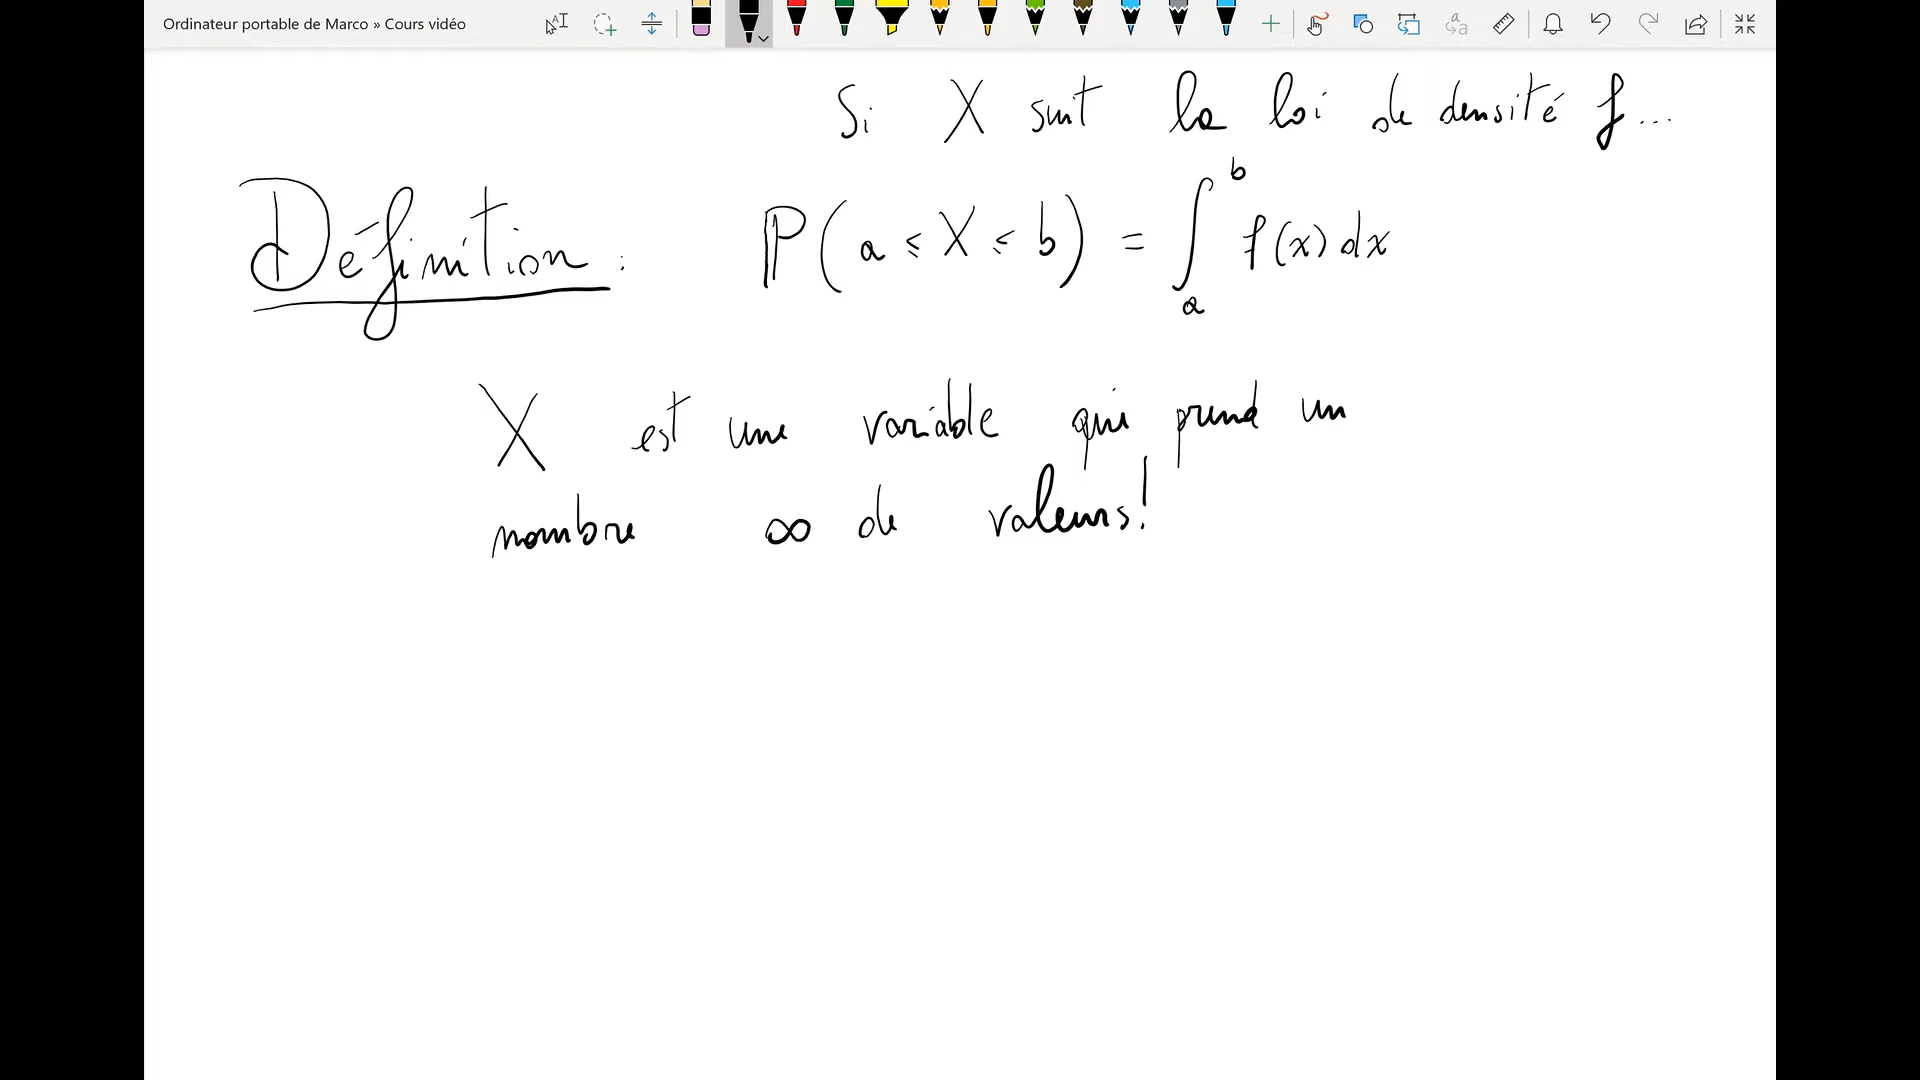 Ordinateur portable de Marco » Cours vidéo
Si X suit la loi de densité f...
Définition : P(a ≤ X ≤ b) = ∫_a^b f(x) dx
X est une variable qui prend un
nombre ∞ de valeurs!